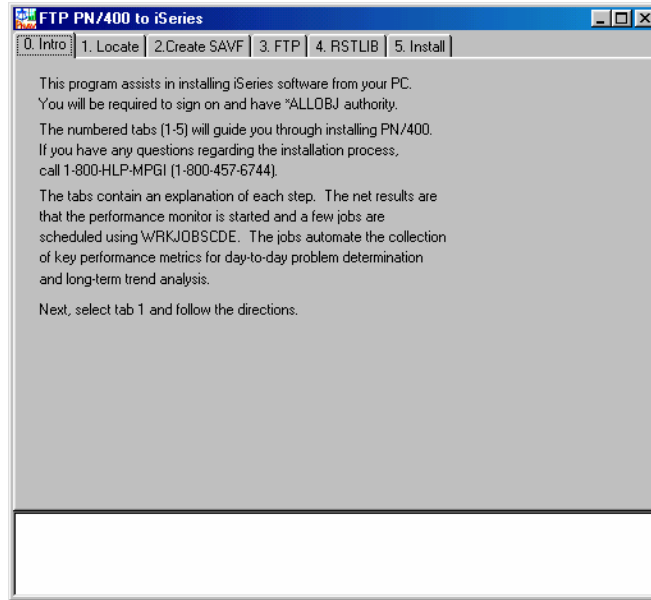 FTP PN/400 to iSeries
0. Intro 1. Locate 2.Create SAVF 3. FTP 4. RSTLIB 5. Install
This program assists in installing iSeries software from your PC.
You will be required to sign on and have *ALLOBJ authority.
The numbered tabs (1-5) will guide you through installing PN/400.
If you have any questions regarding the installation process,
call 1-800-HLP-MPGI (1-800-457-6744).
The tabs contain an explanation of each step. The net results are
that the performance monitor is started and a few jobs are
scheduled using WRKJOBSCDE. The jobs automate the collection
of key performance metrics for day-to-day problem determination
and long-term trend analysis.
Next, select tab 1 and follow the directions.